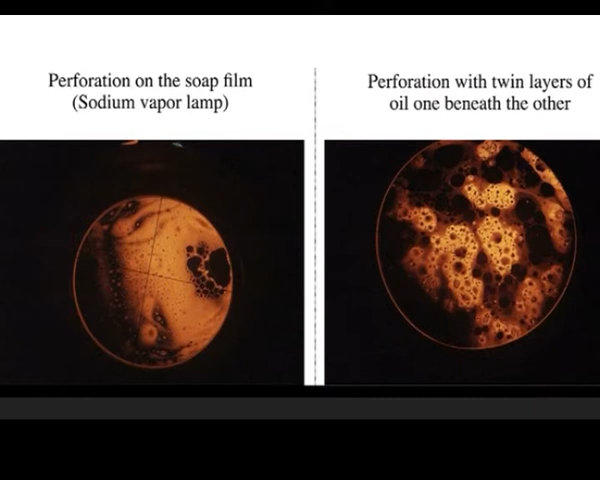 Perforation on the soap film
(Sodium vapor lamp)
Perforation with twin layers of
oil one beneath the other